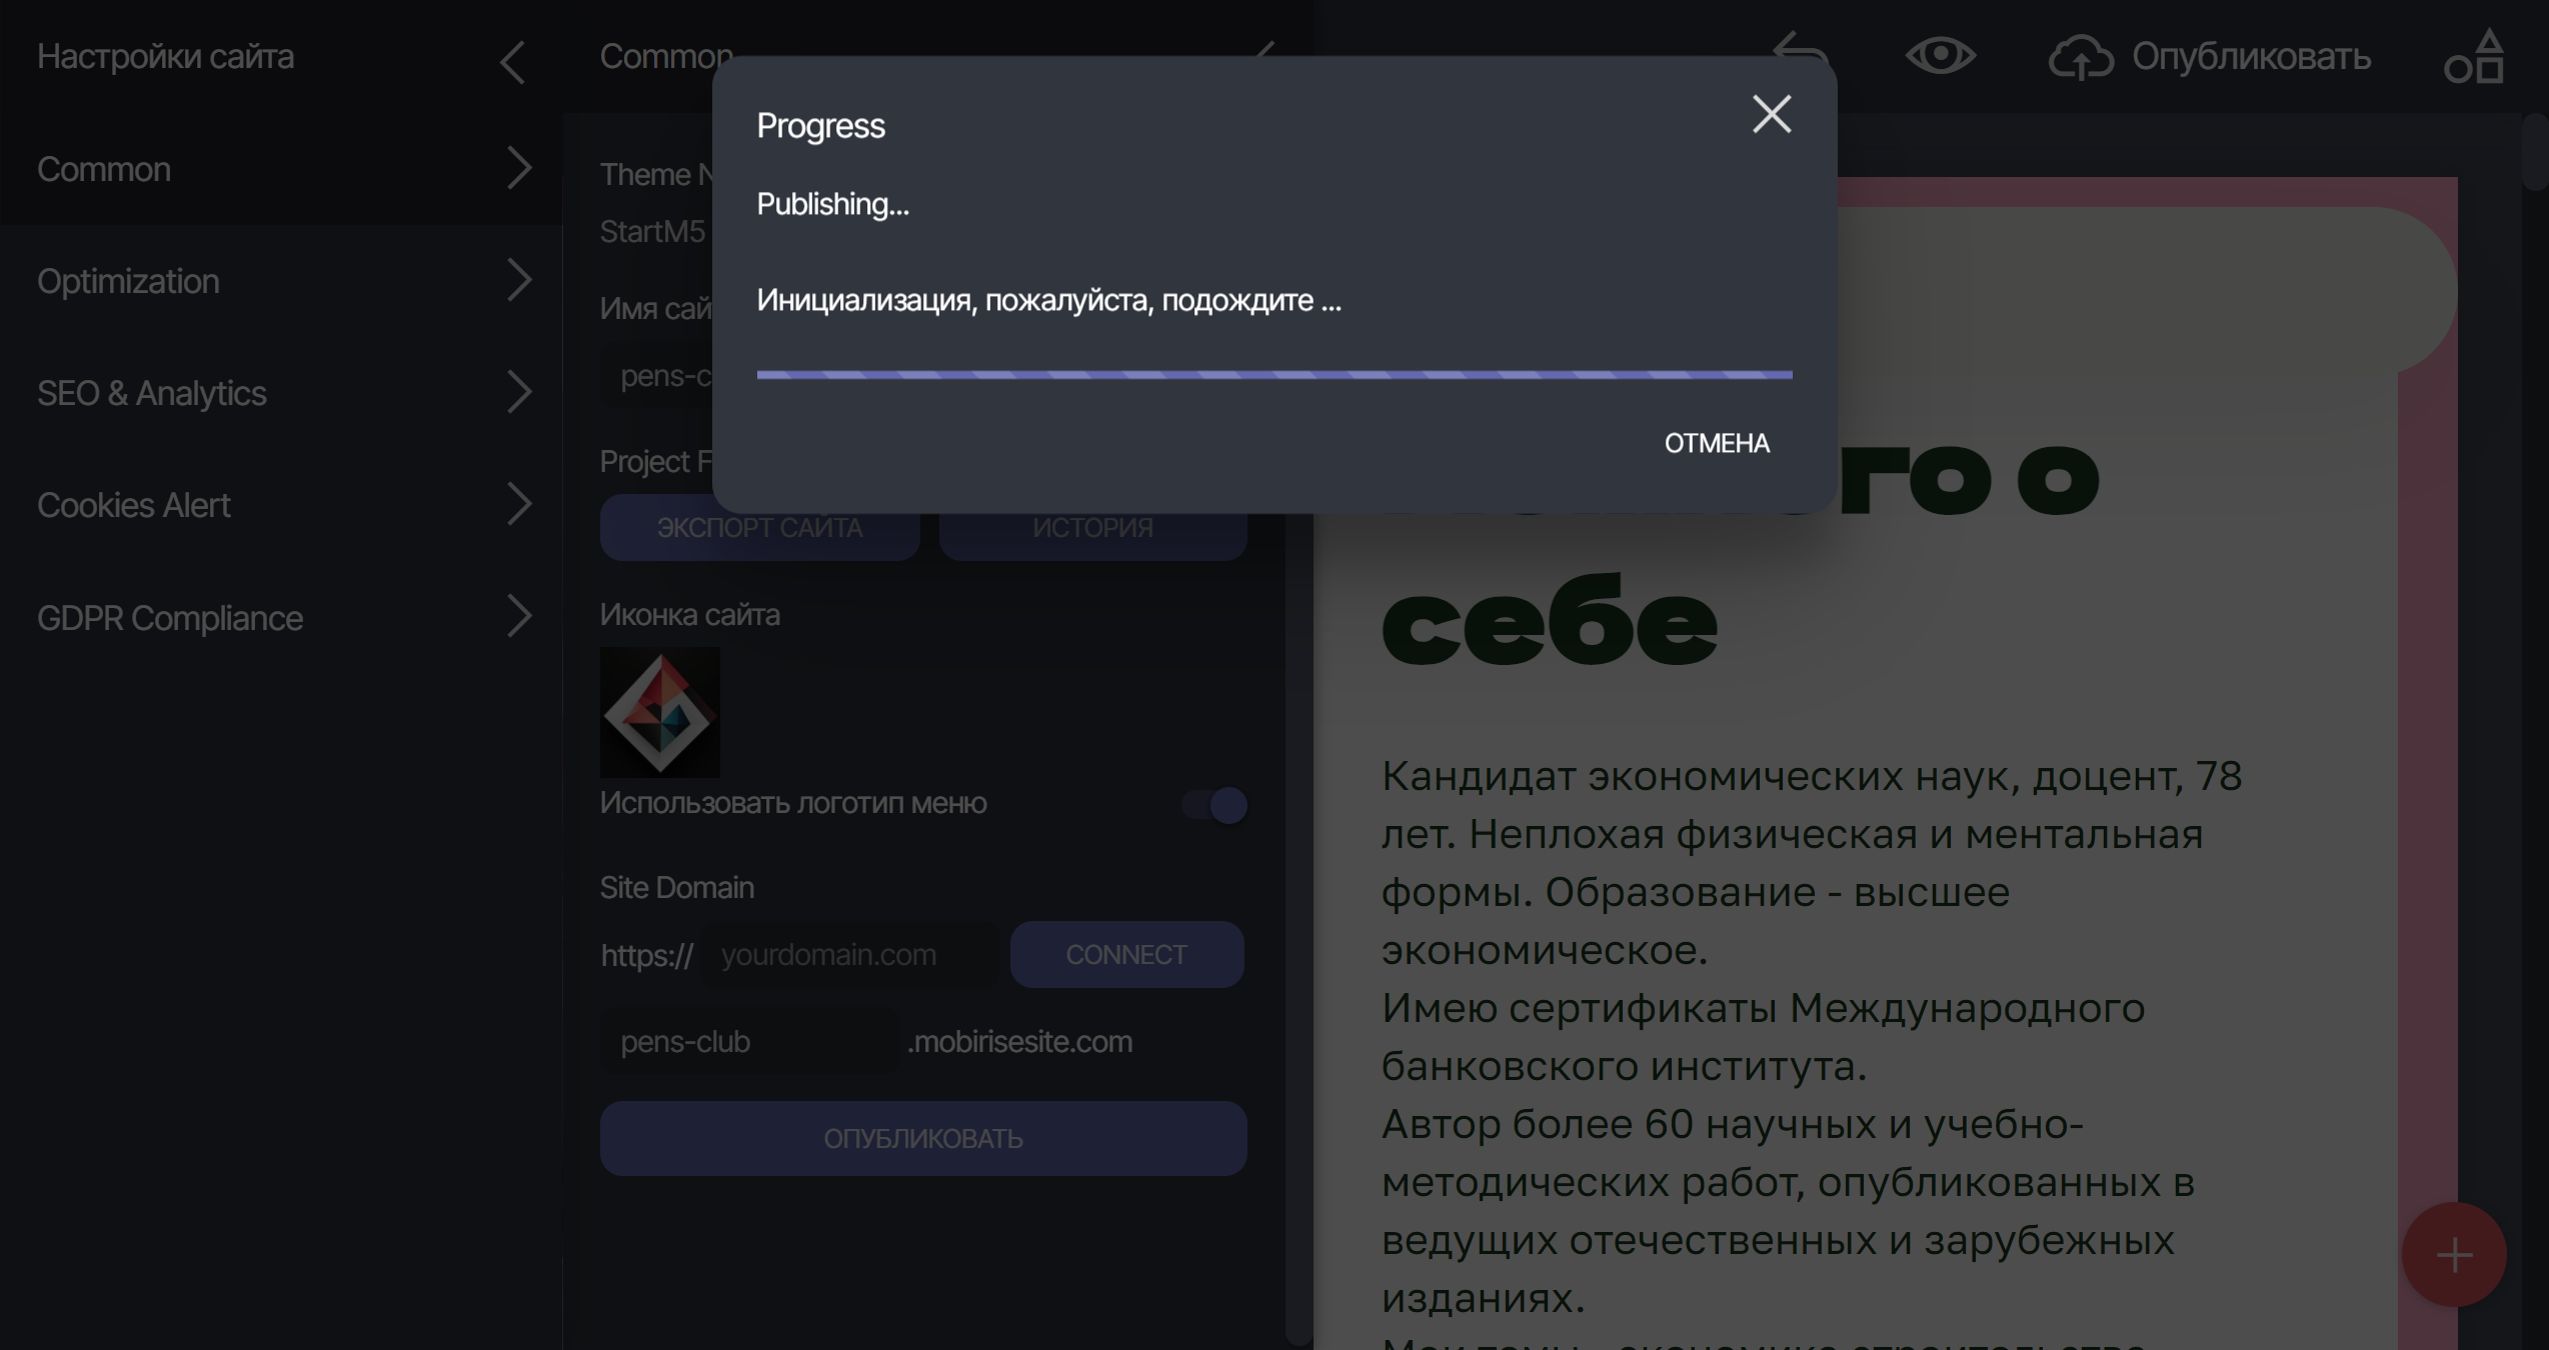 Настройки сайта
Common
Optimization
SEO & Analytics
Cookies Alert
GDPR Compliance
Common
Опубликовать
Progress
Publishing...
Инициализация, пожалуйста, подождите ...
ОТМЕНА
Theme
StartM5
Имя
pens-c
Project
ЭКСПОРТ САЙТА
ИСТОРИЯ
Иконка сайта
Использовать логотип меню
Site Domain
https://
yourdomain.com
CONNECT
pens-club
.mobirisesite.com
ОПУБЛИКОВАТЬ
го о
себе
Кандидат экономических наук, доцент, 78
лет. Неплохая физическая и ментальная
формы. Образование - высшее
экономическое.
Имею сертификаты Международного
банковского института.
Автор более 60 научных и учебно-
методических работ, опубликованных в
ведущих отечественных и зарубежных
изданиях.